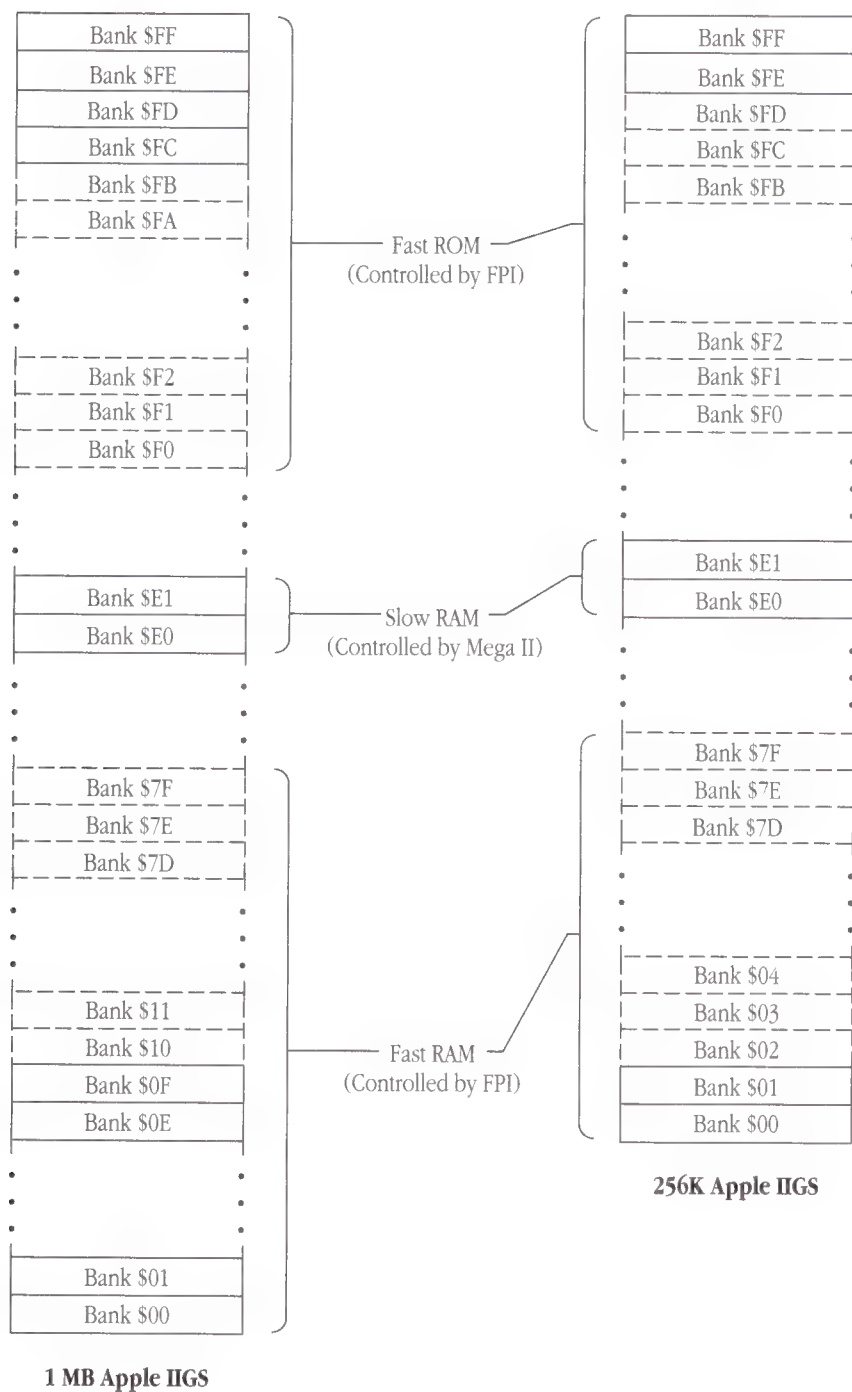 Bank $FF
Bank $FE
Bank $FD
Bank $FC
Bank $FB
Bank $FA
Bank $F2
Bank $F1
Bank $F0
Bank $E1
Bank $E0
Bank $7F
Bank $7E
Bank $7D
Bank $11
Bank $10
Bank $0F
Bank $0E
Bank $01
Bank $00
1 MB Apple IIGS
Fast ROM
(Controlled by FPI)
Slow RAM
(Controlled by Mega II)
Fast RAM
(Controlled by FPI)
Bank $FF
Bank $FE
Bank $FD
Bank $FC
Bank $FB
Bank $F2
Bank $F1
Bank $F0
Bank $E1
Bank $E0
Bank $7F
Bank $7E
Bank $7D
Bank $04
Bank $03
Bank $02
Bank $01
Bank $00
256K Apple IIGS